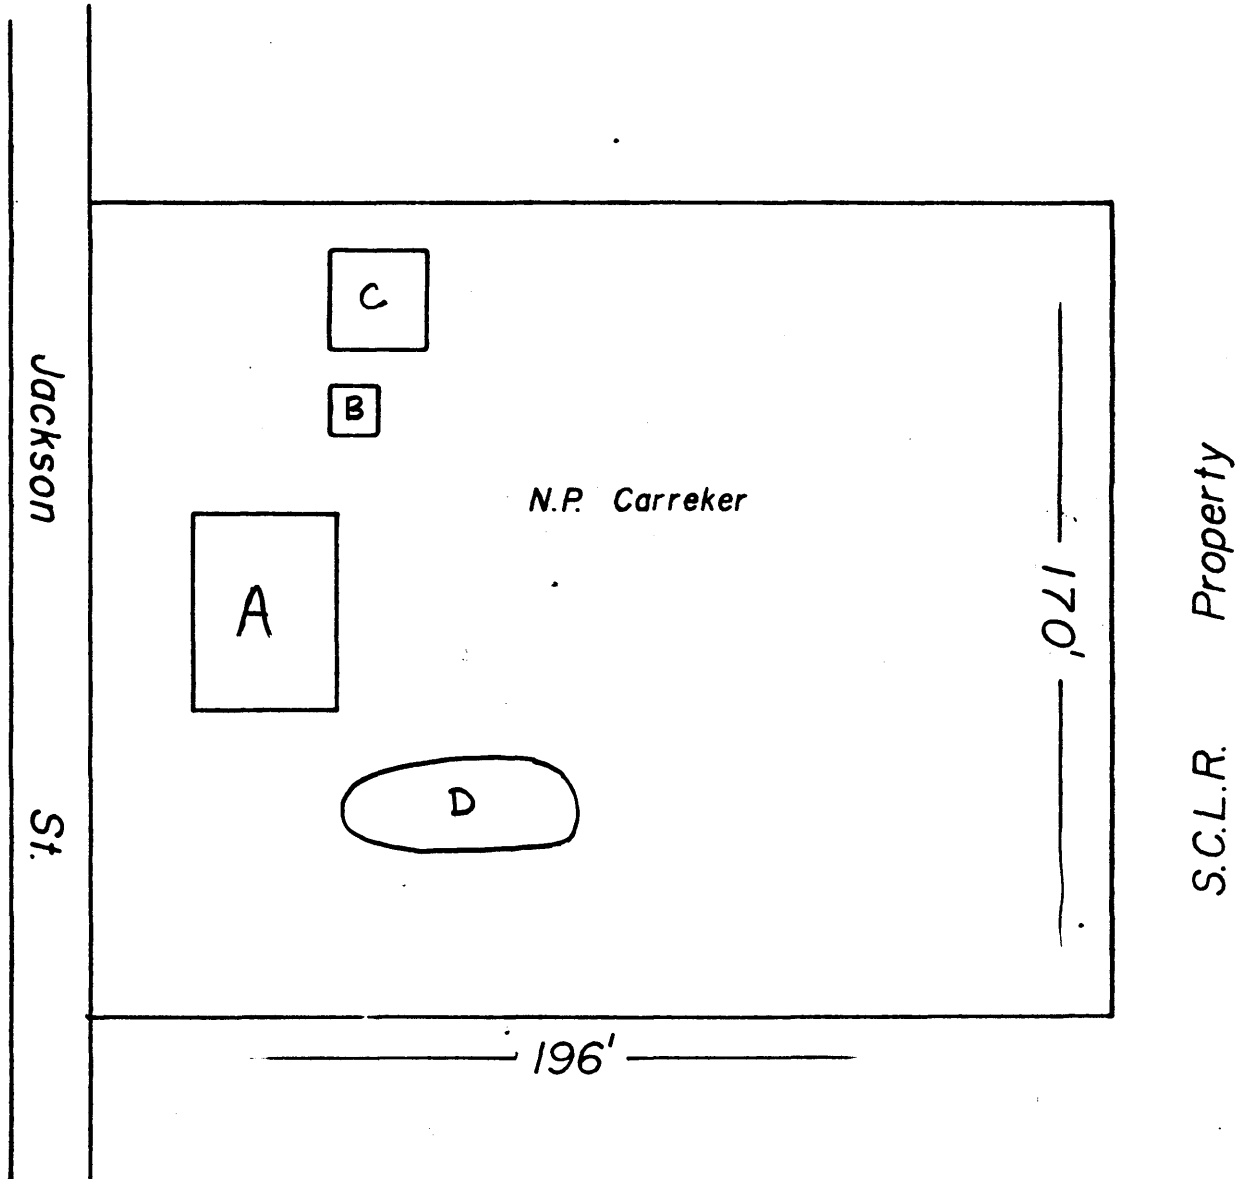 C
B
N.P. Carreker
A
D
Jackson St.
170'
S.C.L.R. Property
196'